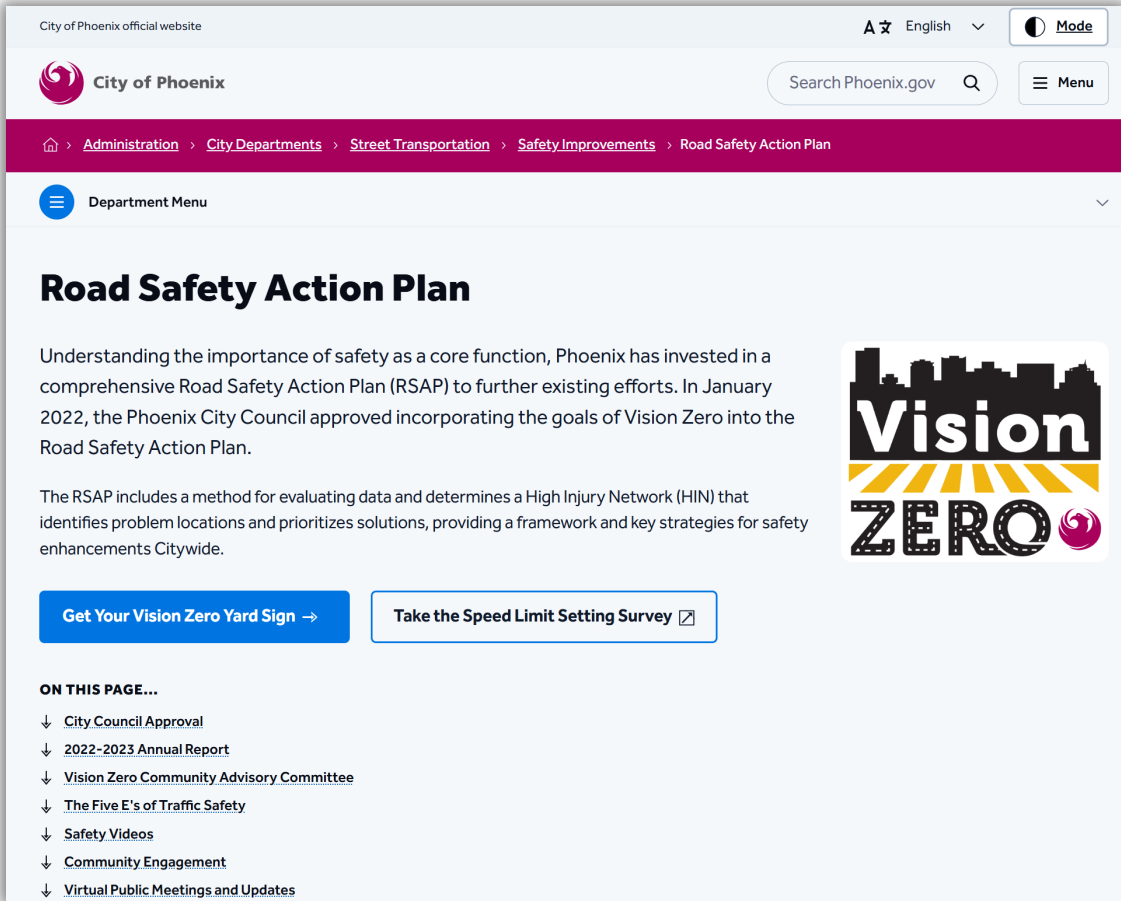 City of Phoenix official website
English
Mode
City of Phoenix
Search Phoenix.gov
Menu
Administration › City Departments › Street Transportation › Safety Improvements › Road Safety Action Plan
Department Menu
Road Safety Action Plan
Understanding the importance of safety as a core function, Phoenix has invested in a
comprehensive Road Safety Action Plan (RSAP) to further existing efforts. In January
2022, the Phoenix City Council approved incorporating the goals of Vision Zero into the
Road Safety Action Plan.
The RSAP includes a method for evaluating data and determines a High Injury Network (HIN) that
identifies problem locations and prioritizes solutions, providing a framework and key strategies for safety
enhancements Citywide.
Vision
ZERO
Get Your Vision Zero Yard Sign →
Take the Speed Limit Setting Survey
ON THIS PAGE...
City Council Approval
2022-2023 Annual Report
Vision Zero Community Advisory Committee
The Five E's of Traffic Safety
Safety Videos
Community Engagement
Virtual Public Meetings and Updates